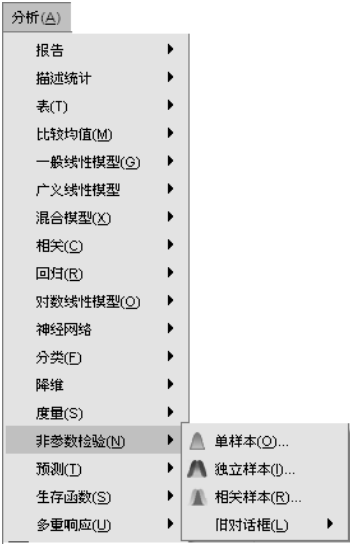 分析(A)
报告
描述统计
表(T)
比较均值(M)
一般线性模型(G)
广义线性模型
混合模型(X)
相关(C)
回归(R)
对数线性模型(O)
神经网络
分类(F)
降维
度量(S)
非参数检验(N)
单样本(O)...
预测(T)
独立样本(I)...
生存函数(S)
相关样本(R)...
多重响应(U)
旧对话框(L)